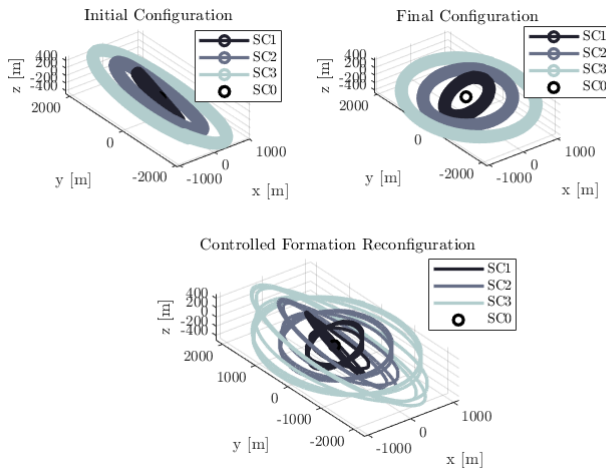 Initial Configuration
SC1
SC2
SC3
SC0
z [m]
400
200
0
-200
-400
2000
0
-2000
y [m]
-1000
0
1000
x [m]
Final Configuration
SC1
SC2
SC3
SC0
z [m]
400
200
0
-200
-400
2000
0
-2000
y [m]
-1000
0
1000
x [m]
Controlled Formation Reconfiguration
SC1
SC2
SC3
SC0
z [m]
400
200
0
-200
-400
2000
1000
0
-1000
-2000
y [m]
-1000
0
1000
x [m]